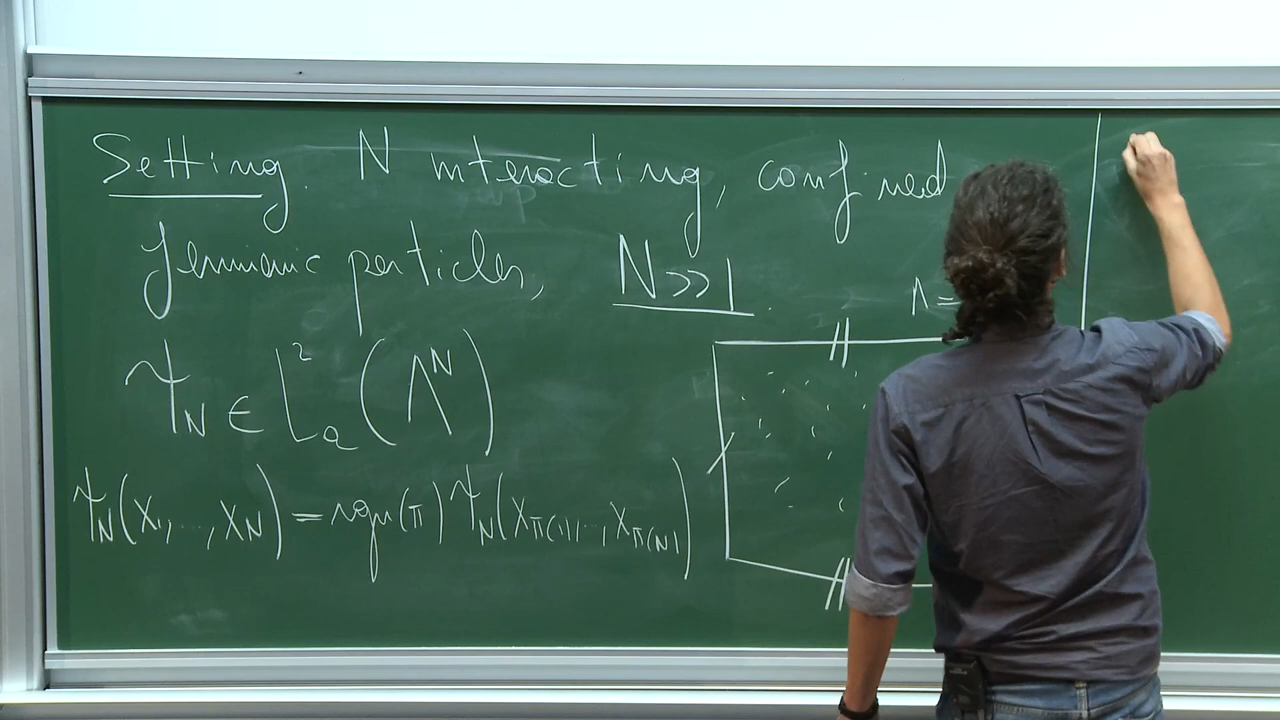 Setting. N interacting, confined
fermionic particles, N >> 1.
Λ =
ψ_N ∈ L²_a (Λ^N)
ψ_N(x_1, ..., x_N) = sgn(π) ψ_N(x_π(1), ..., x_π(N))